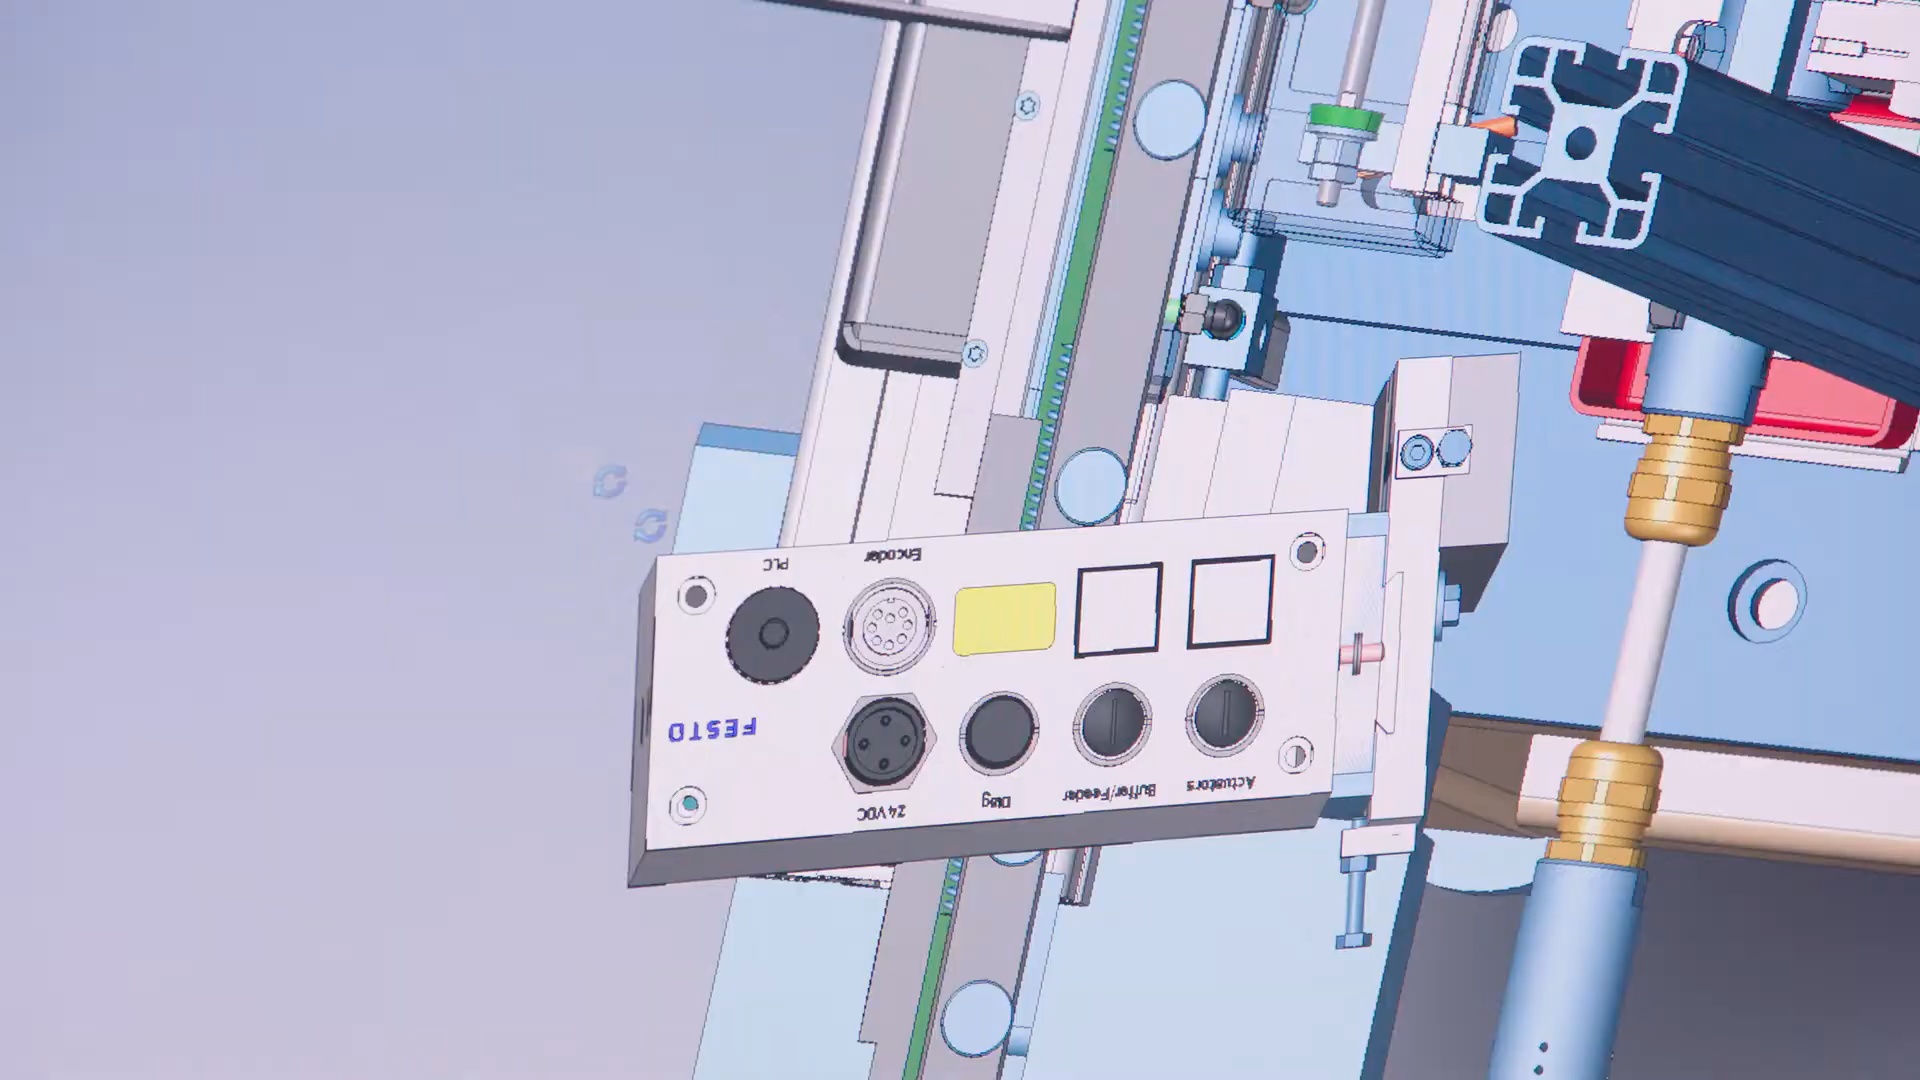 Actuators
Buffer/Feeder
Diag
24VDC
FESTO
Encoder
PLC